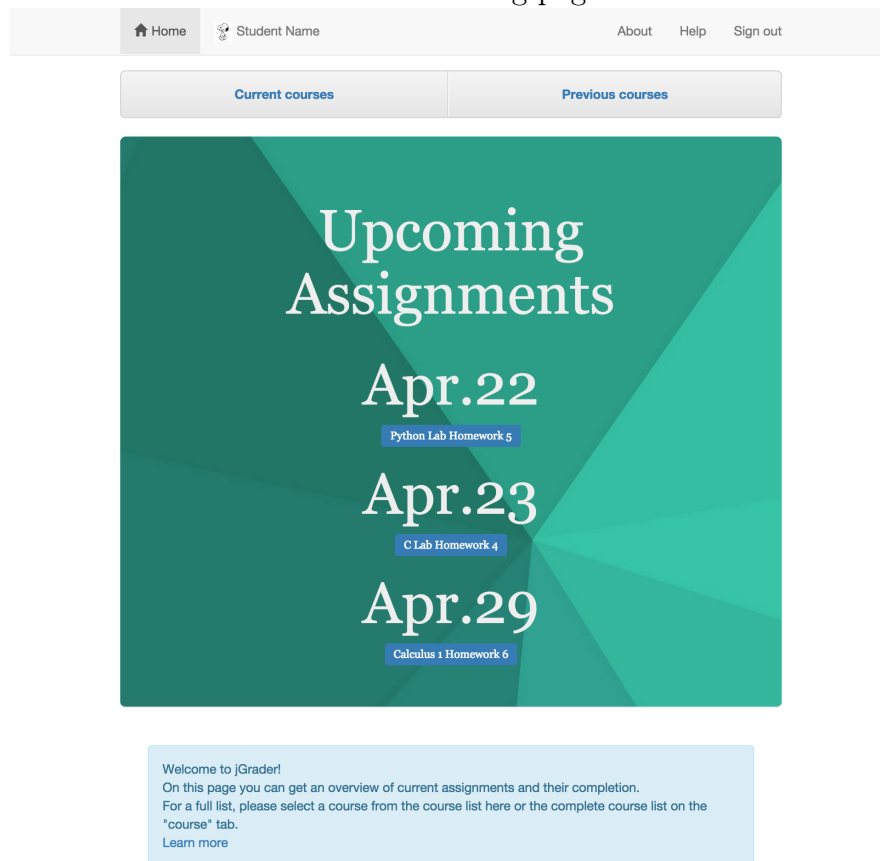 Home Student Name About Help Sign out
Current courses Previous courses
Upcoming
Assignments
Apr.22
Python Lab Homework 5
Apr.23
C Lab Homework 4
Apr.29
Calculus 1 Homework 6
Welcome to jGrader!
On this page you can get an overview of current assignments and their completion.
For a full list, please select a course from the course list here or the complete course list on the
"course" tab.
Learn more